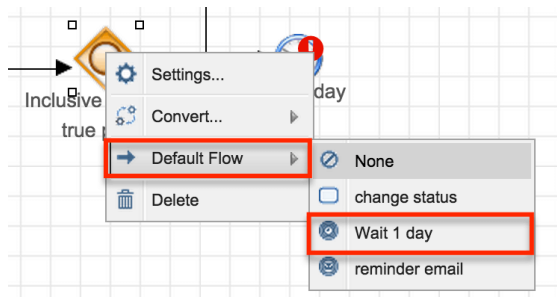 Settings...
Inclusive
day
Convert...
true
Default Flow
None
change status
Delete
Wait 1 day
reminder email